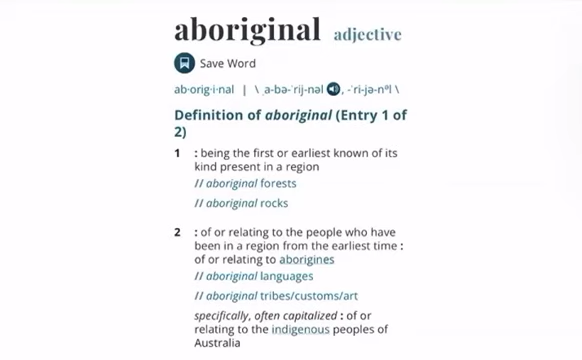 aboriginal adjective
Save Word
ab·orig·i·nal | \ ˌa-bə-ˈrij-nəl , -ˈri-jə-nᵊl \
Definition of aboriginal (Entry 1 of
2)
1 : being the first or earliest known of its
kind present in a region
// aboriginal forests
// aboriginal rocks
2 : of or relating to the people who have
been in a region from the earliest time :
of or relating to aborigines
// aboriginal languages
// aboriginal tribes/customs/art
specifically, often capitalized : of or
relating to the indigenous peoples of
Australia